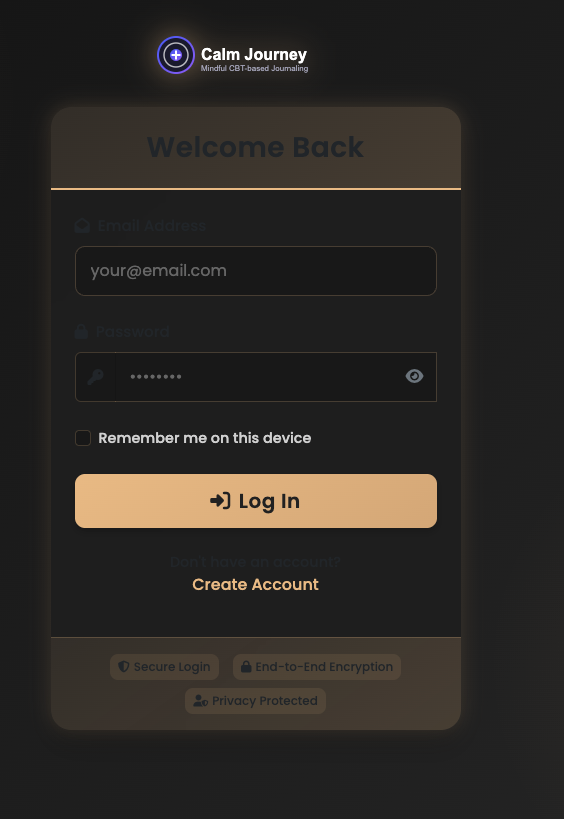 Calm Journey
Mindful CBT-based Journaling
Welcome Back
Email Address
your@email.com
Password
••••••••
Remember me on this device
Log In
Don't have an account?
Create Account
Secure Login
End-to-End Encryption
Privacy Protected